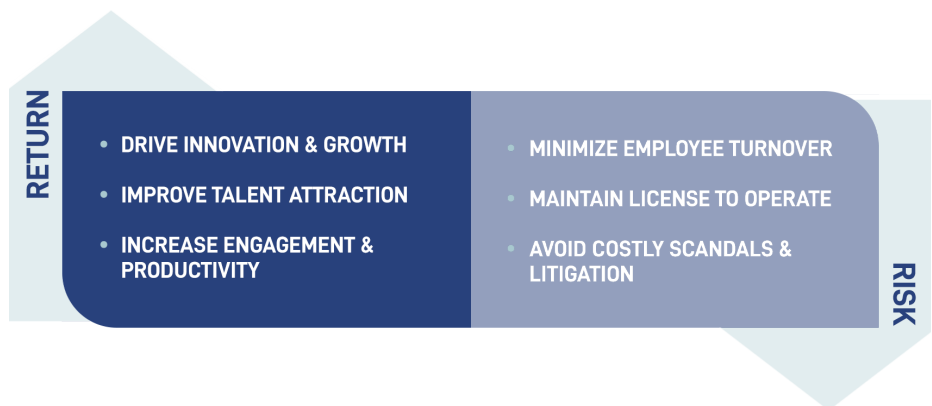 RETURN
• DRIVE INNOVATION & GROWTH
• IMPROVE TALENT ATTRACTION
• INCREASE ENGAGEMENT &
PRODUCTIVITY
• MINIMIZE EMPLOYEE TURNOVER
• MAINTAIN LICENSE TO OPERATE
• AVOID COSTLY SCANDALS &
LITIGATION
RISK